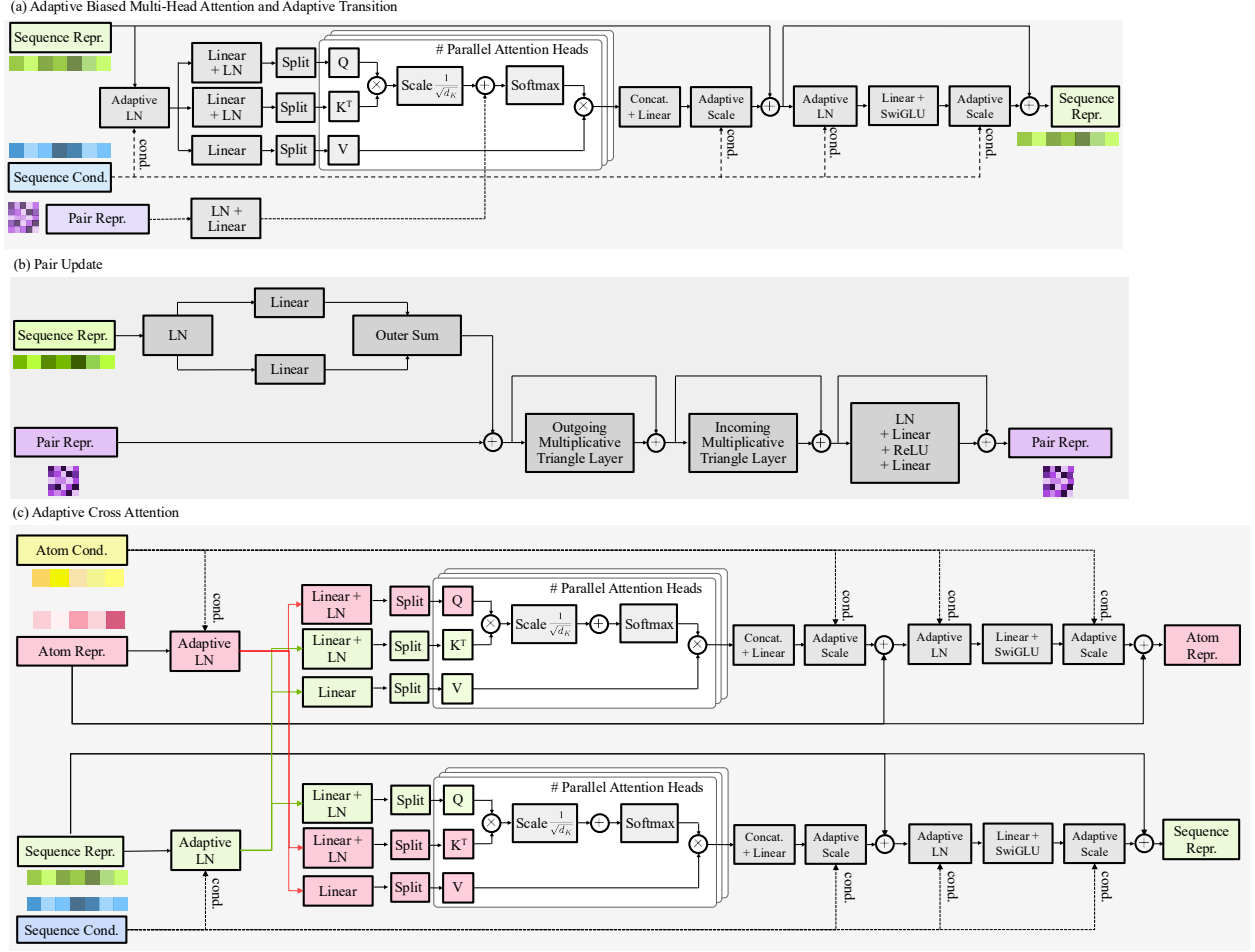 (a) Adaptive Biased Multi-Head Attention and Adaptive Transition
Sequence Repr.
Adaptive
LN
Linear
+ LN
Linear
+ LN
Linear
Split
Split
Split
# Parallel Attention Heads
Q
K^T
V
Scale 1/√d_K
Softmax
Concat.
+ Linear
Adaptive
Scale
Adaptive
LN
Linear +
SwiGLU
Adaptive
Scale
Sequence
Repr.
cond.
cond.
cond.
cond.
Sequence Cond.
Pair Repr.
LN +
Linear
(b) Pair Update
Sequence Repr.
LN
Linear
Linear
Outer Sum
Pair Repr.
Outgoing
Multiplicative
Triangle Layer
Incoming
Multiplicative
Triangle Layer
LN
+ Linear
+ ReLU
+ Linear
Pair Repr.
(c) Adaptive Cross Attention
Atom Cond.
cond.
cond.
cond.
cond.
Atom Repr.
Adaptive
LN
Linear +
LN
Linear +
LN
Linear
Split
Split
Split
# Parallel Attention Heads
Q
K^T
V
Scale 1/√d_K
Softmax
Concat.
+ Linear
Adaptive
Scale
Adaptive
LN
Linear +
SwiGLU
Adaptive
Scale
Atom
Repr.
Sequence Repr.
Adaptive
LN
Linear +
LN
Linear +
LN
Linear
Split
Split
Split
# Parallel Attention Heads
Q
K^T
V
Scale 1/√d_K
Softmax
Concat.
+ Linear
Adaptive
Scale
Adaptive
LN
Linear +
SwiGLU
Adaptive
Scale
Sequence
Repr.
cond.
cond.
cond.
cond.
Sequence Cond.